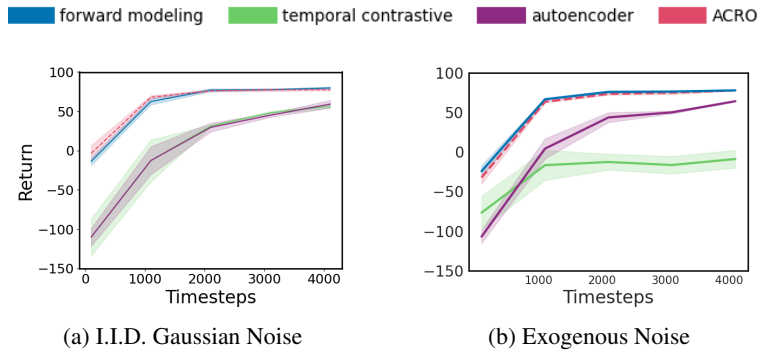 forward modeling temporal contrastive autoencoder ACRO
100
50
0
−50
−100
−150
Return
0 1000 2000 3000 4000
Timesteps
(a) I.I.D. Gaussian Noise
100
50
0
−50
−100
−150
1000 2000 3000 4000
Timesteps
(b) Exogenous Noise